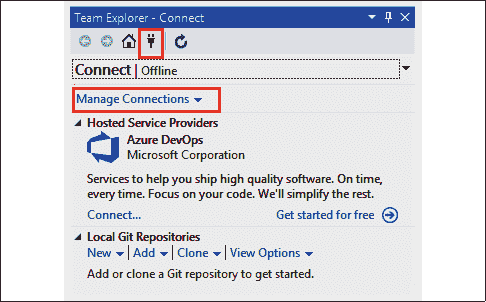 Team Explorer - Connect
Connect | Offline
Manage Connections
Hosted Service Providers
Azure DevOps
Microsoft Corporation
Services to help you ship high quality software. On time,
every time. Focus on your code. We'll simplify the rest.
Connect... Get started for free
Local Git Repositories
New | Add | Clone | View Options
Add or clone a Git repository to get started.